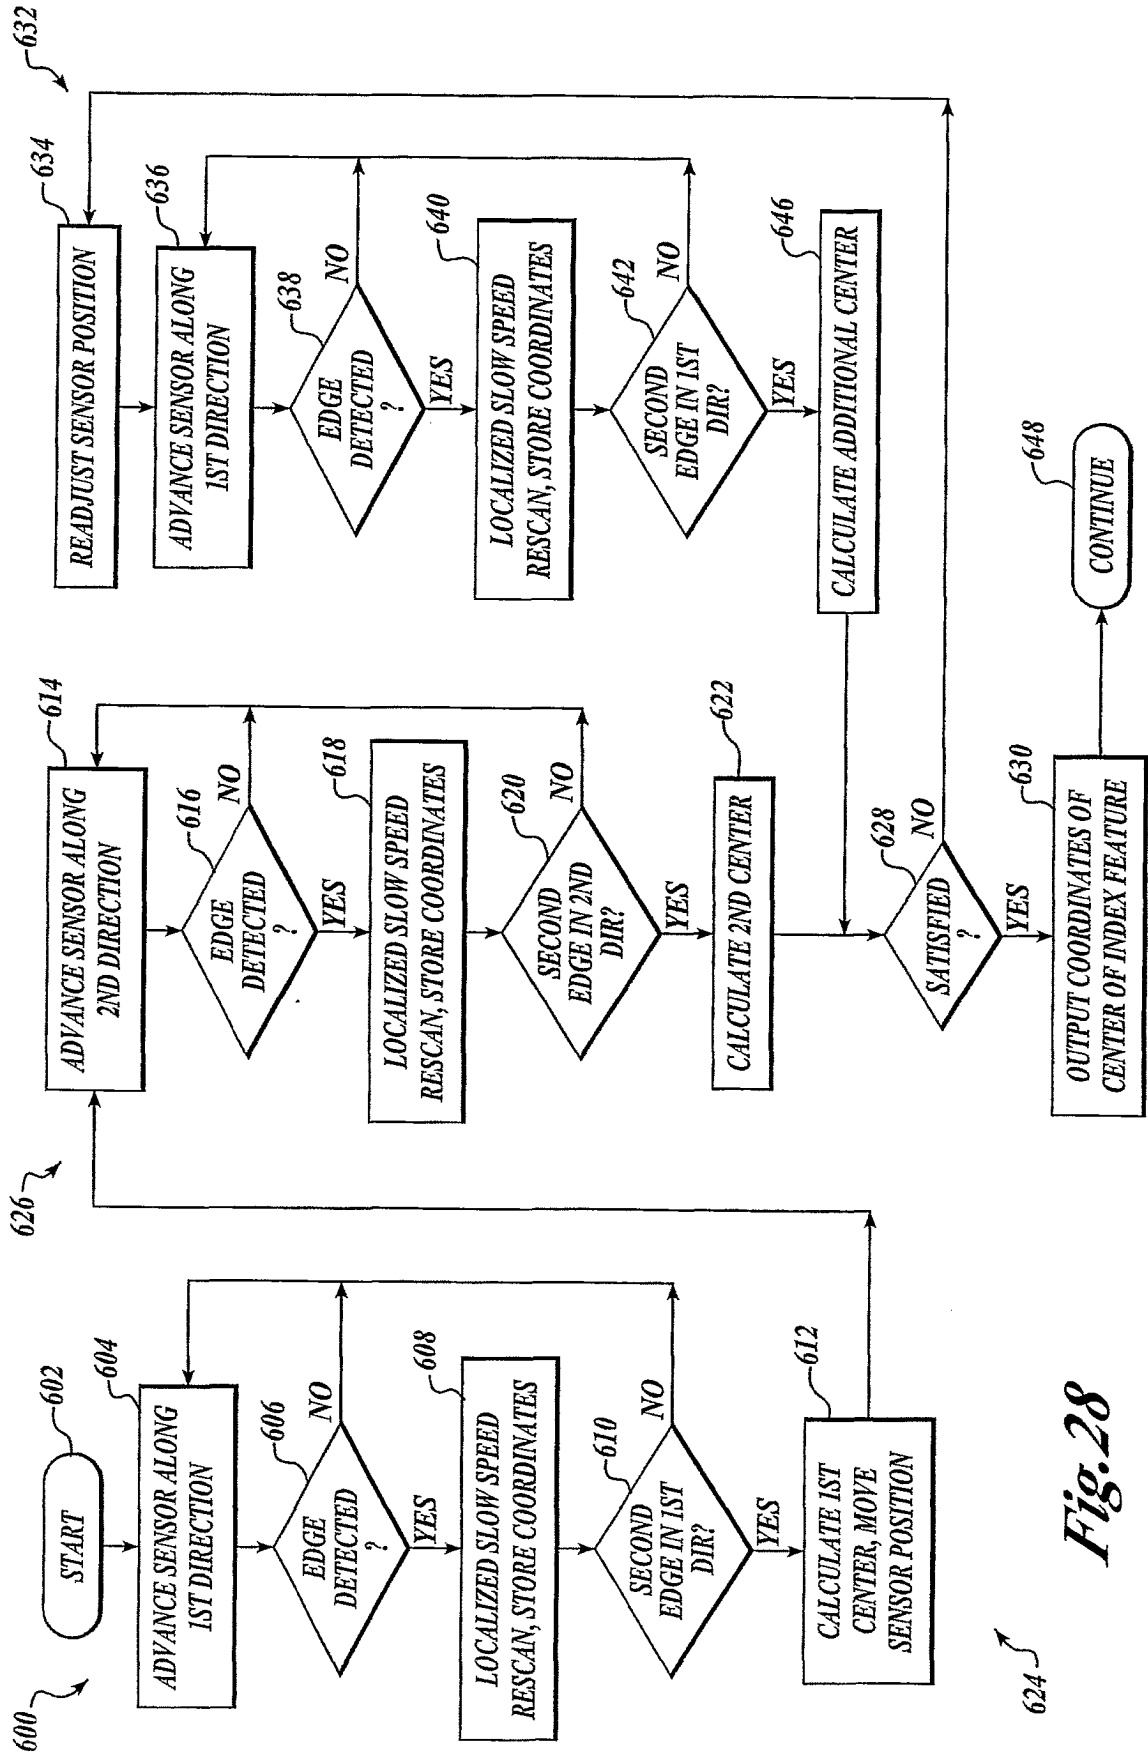 600
START
602
ADVANCE SENSOR ALONG
1ST DIRECTION
604
EDGE
DETECTED
?
606
NO
YES
LOCALIZED SLOW SPEED
RESCAN, STORE COORDINATES
608
SECOND
EDGE IN 1ST
DIR?
610
NO
YES
CALCULATE 1ST
CENTER, MOVE
SENSOR POSITION
612
624
626
ADVANCE SENSOR ALONG
2ND DIRECTION
614
EDGE
DETECTED
?
616
NO
YES
LOCALIZED SLOW SPEED
RESCAN, STORE COORDINATES
618
SECOND
EDGE IN 2ND
DIR?
620
NO
YES
CALCULATE 2ND CENTER
622
SATISFIED
?
628
NO
YES
OUTPUT COORDINATES OF
CENTER OF INDEX FEATURE
630
632
READJUST SENSOR POSITION
634
ADVANCE SENSOR ALONG
1ST DIRECTION
636
EDGE
DETECTED
?
638
NO
YES
LOCALIZED SLOW SPEED
RESCAN, STORE COORDINATES
640
SECOND
EDGE IN 1ST
DIR?
642
NO
YES
CALCULATE ADDITIONAL CENTER
646
CONTINUE
648
Fig.28